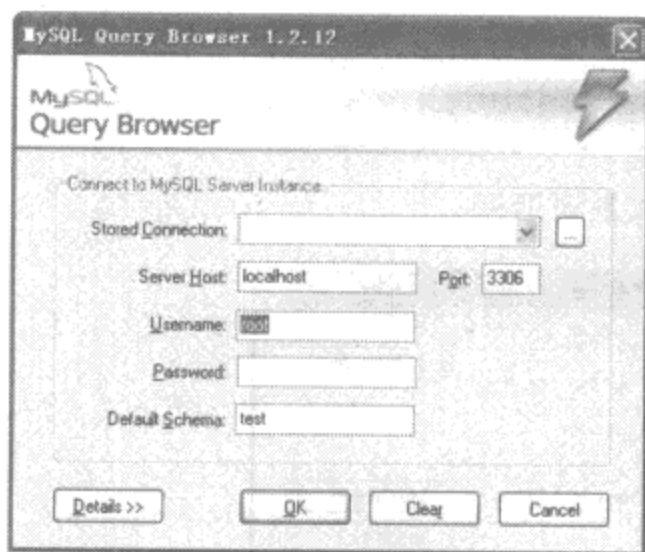 MySQL Query Browser 1.2.12
MySQL
Query Browser
Connect to MySQL Server Instance
Stored Connection:
...
Server Host: localhost Port: 3306
Username: root
Password:
Default Schema: test
Details >> OK Clear Cancel